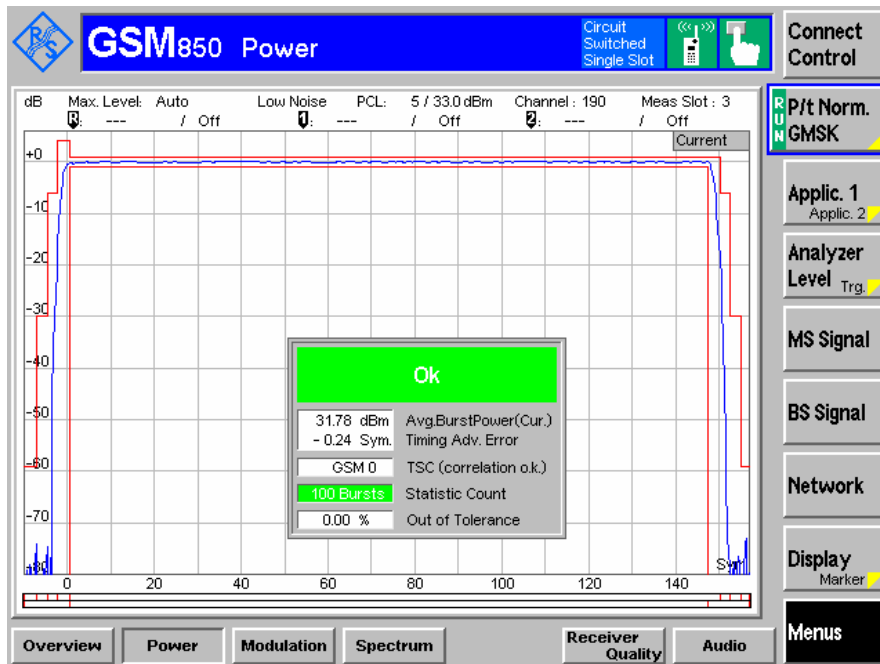 R&S
GSM850 Power
Circuit Switched Single Slot
Connect Control
dB Max. Level: Auto Low Noise PCL: 5 / 33.0 dBm Channel : 190 Meas Slot : 3
R: --- / Off 1: --- / Off 2: --- / Off
RUN
P/t Norm. GMSK
Current
+0
-10
-20
-30
-40
-50
-60
-70
-80
Sym
0 20 40 60 80 100 120 140
Ok
31.78 dBm Avg.BurstPower(Cur.)
- 0.24 Sym. Timing Adv. Error
GSM 0 TSC (correlation o.k.)
100 Bursts Statistic Count
0.00 % Out of Tolerance
Applic. 1
Applic. 2
Analyzer Level Trg.
MS Signal
BS Signal
Network
Display
Marker
Menus
Overview Power Modulation Spectrum Receiver Quality Audio